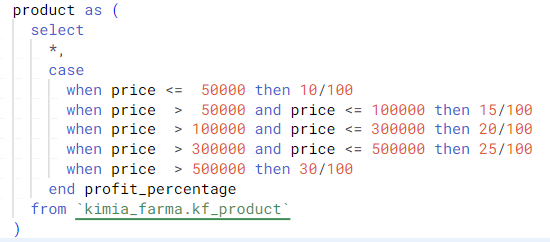 product as (
  select
    *,
    case
      when price <=  50000 then 10/100
      when price  >  50000 and price <= 100000 then 15/100
      when price  > 100000 and price <= 300000 then 20/100
      when price  > 300000 and price <= 500000 then 25/100
      when price  > 500000 then 30/100
    end profit_percentage
  from `kimia_farma.kf_product`
)